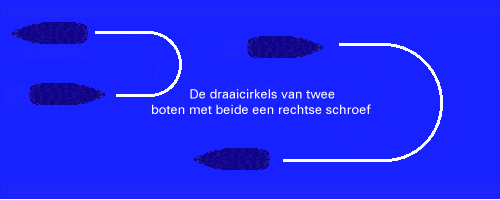 De draaicirkels van twee
boten met beide een rechtse schroef